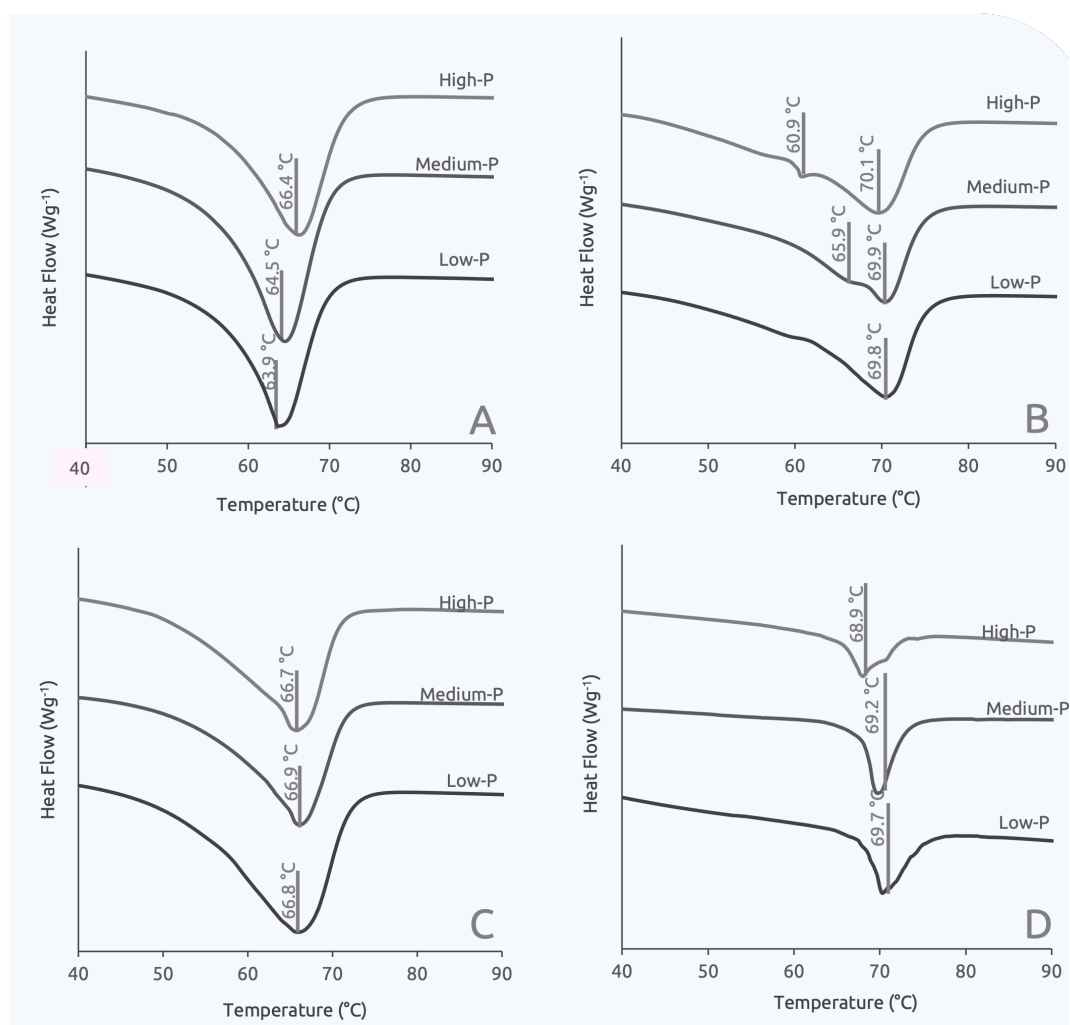 High-P
Medium-P
Low-P
66.4 °C
64.5 °C
63.9 °C
Heat Flow (Wg⁻¹)
A
40 50 60 70 80 90
Temperature (°C)
High-P
Medium-P
Low-P
60.9 °C
70.1 °C
65.9 °C
69.9 °C
69.8 °C
Heat Flow (Wg⁻¹)
B
40 50 60 70 80 90
Temperature (°C)
High-P
Medium-P
Low-P
66.7 °C
66.9 °C
66.8 °C
Heat Flow (Wg⁻¹)
C
40 50 60 70 80 90
Temperature (°C)
High-P
Medium-P
Low-P
68.9 °C
69.2 °C
69.7 °C
Heat Flow (Wg⁻¹)
D
40 50 60 70 80 90
Temperature (°C)